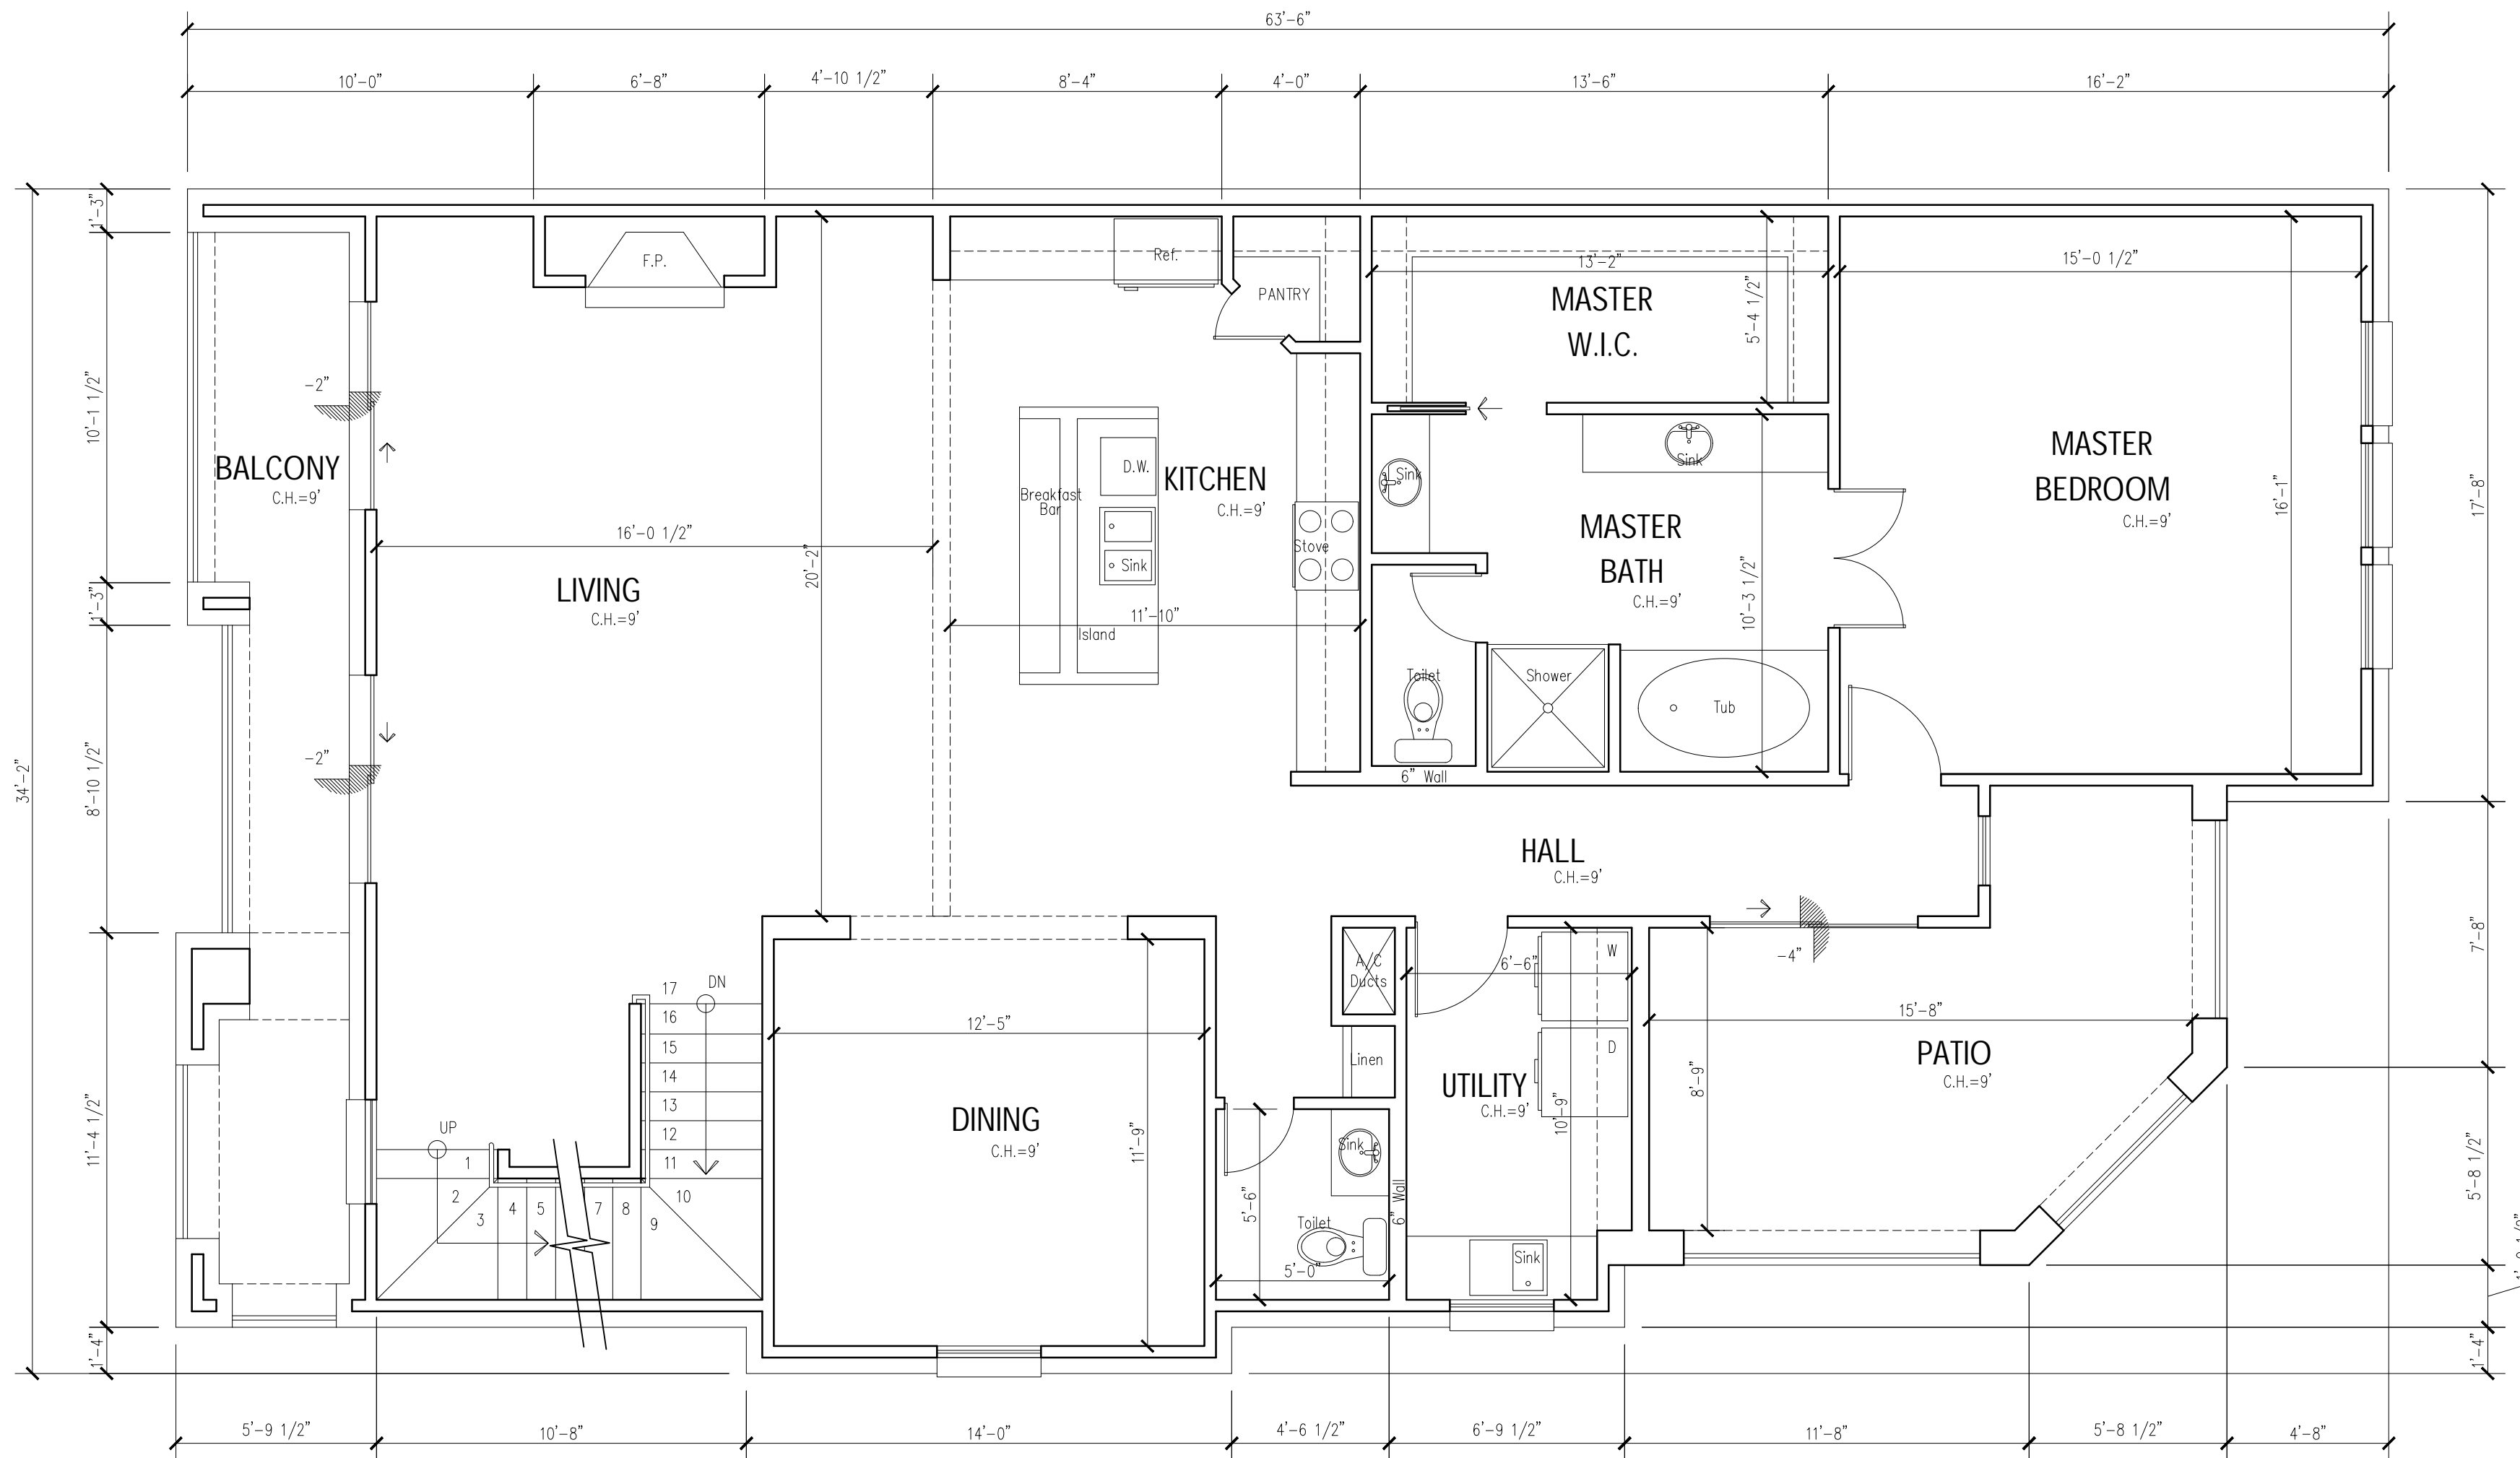 63'-6"
10'-0"
6'-8"
4'-10 1/2"
8'-4"
4'-0"
13'-6"
16'-2"
1'-3"
10'-1 1/2"
1'-3"
8'-10 1/2"
34'-2"
11'-4 1/2"
1'-4"
F.P.
Ref.
PANTRY
13'-2"
MASTER
W.I.C.
5'-4 1/2"
15'-0 1/2"
-2"
BALCONY
C.H.=9'
-2"
16'-0 1/2"
20'-2"
LIVING
C.H.=9'
D.W.
Breakfast
Bar
Sink
Island
KITCHEN
C.H.=9'
Stove
11'-10"
Sink
Sink
MASTER
BATH
C.H.=9'
10'-3 1/2"
Toilet
Shower
Tub
6" Wall
MASTER
BEDROOM
C.H.=9'
16'-1"
17'-8"
7'-8"
5'-8 1/2"
1'-4"
HALL
C.H.=9'
-4"
A/C
Ducts
Linen
6'-6"
W
D
UTILITY
C.H.=9'
10'-9"
8'-9"
15'-8"
PATIO
C.H.=9'
DN
17
16
15
14
13
12
11
10
9
8
7
5
4
3
2
1
UP
12'-5"
DINING
C.H.=9'
11'-9"
5'-6"
Sink
Toilet
5'-0"
6" Wall
Sink
5'-9 1/2"
10'-8"
14'-0"
4'-6 1/2"
6'-9 1/2"
11'-8"
5'-8 1/2"
4'-8"